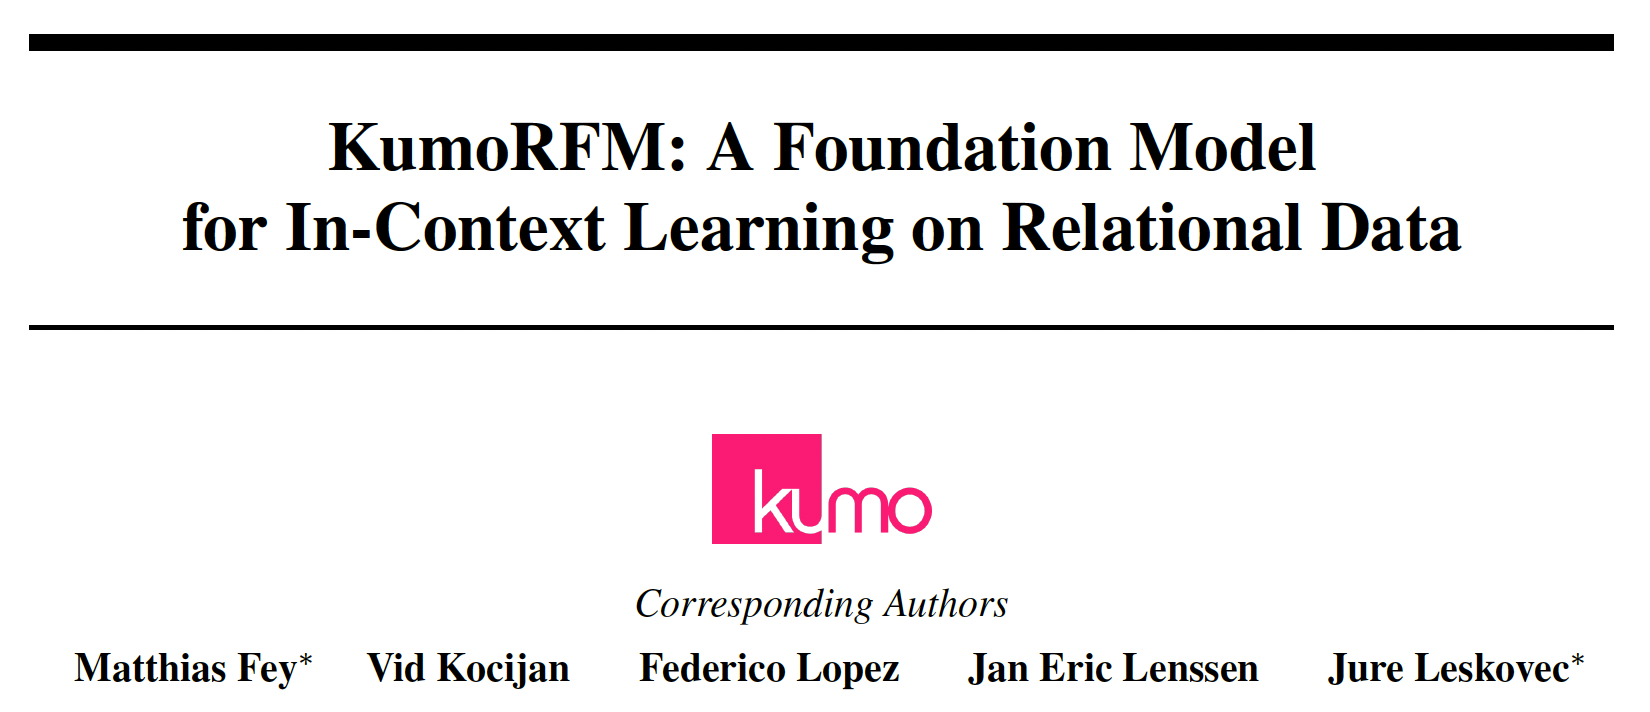 KumoRFM: A Foundation Model
for In-Context Learning on Relational Data
kumo
Corresponding Authors
Matthias Fey* Vid Kocijan Federico Lopez Jan Eric Lenssen Jure Leskovec*